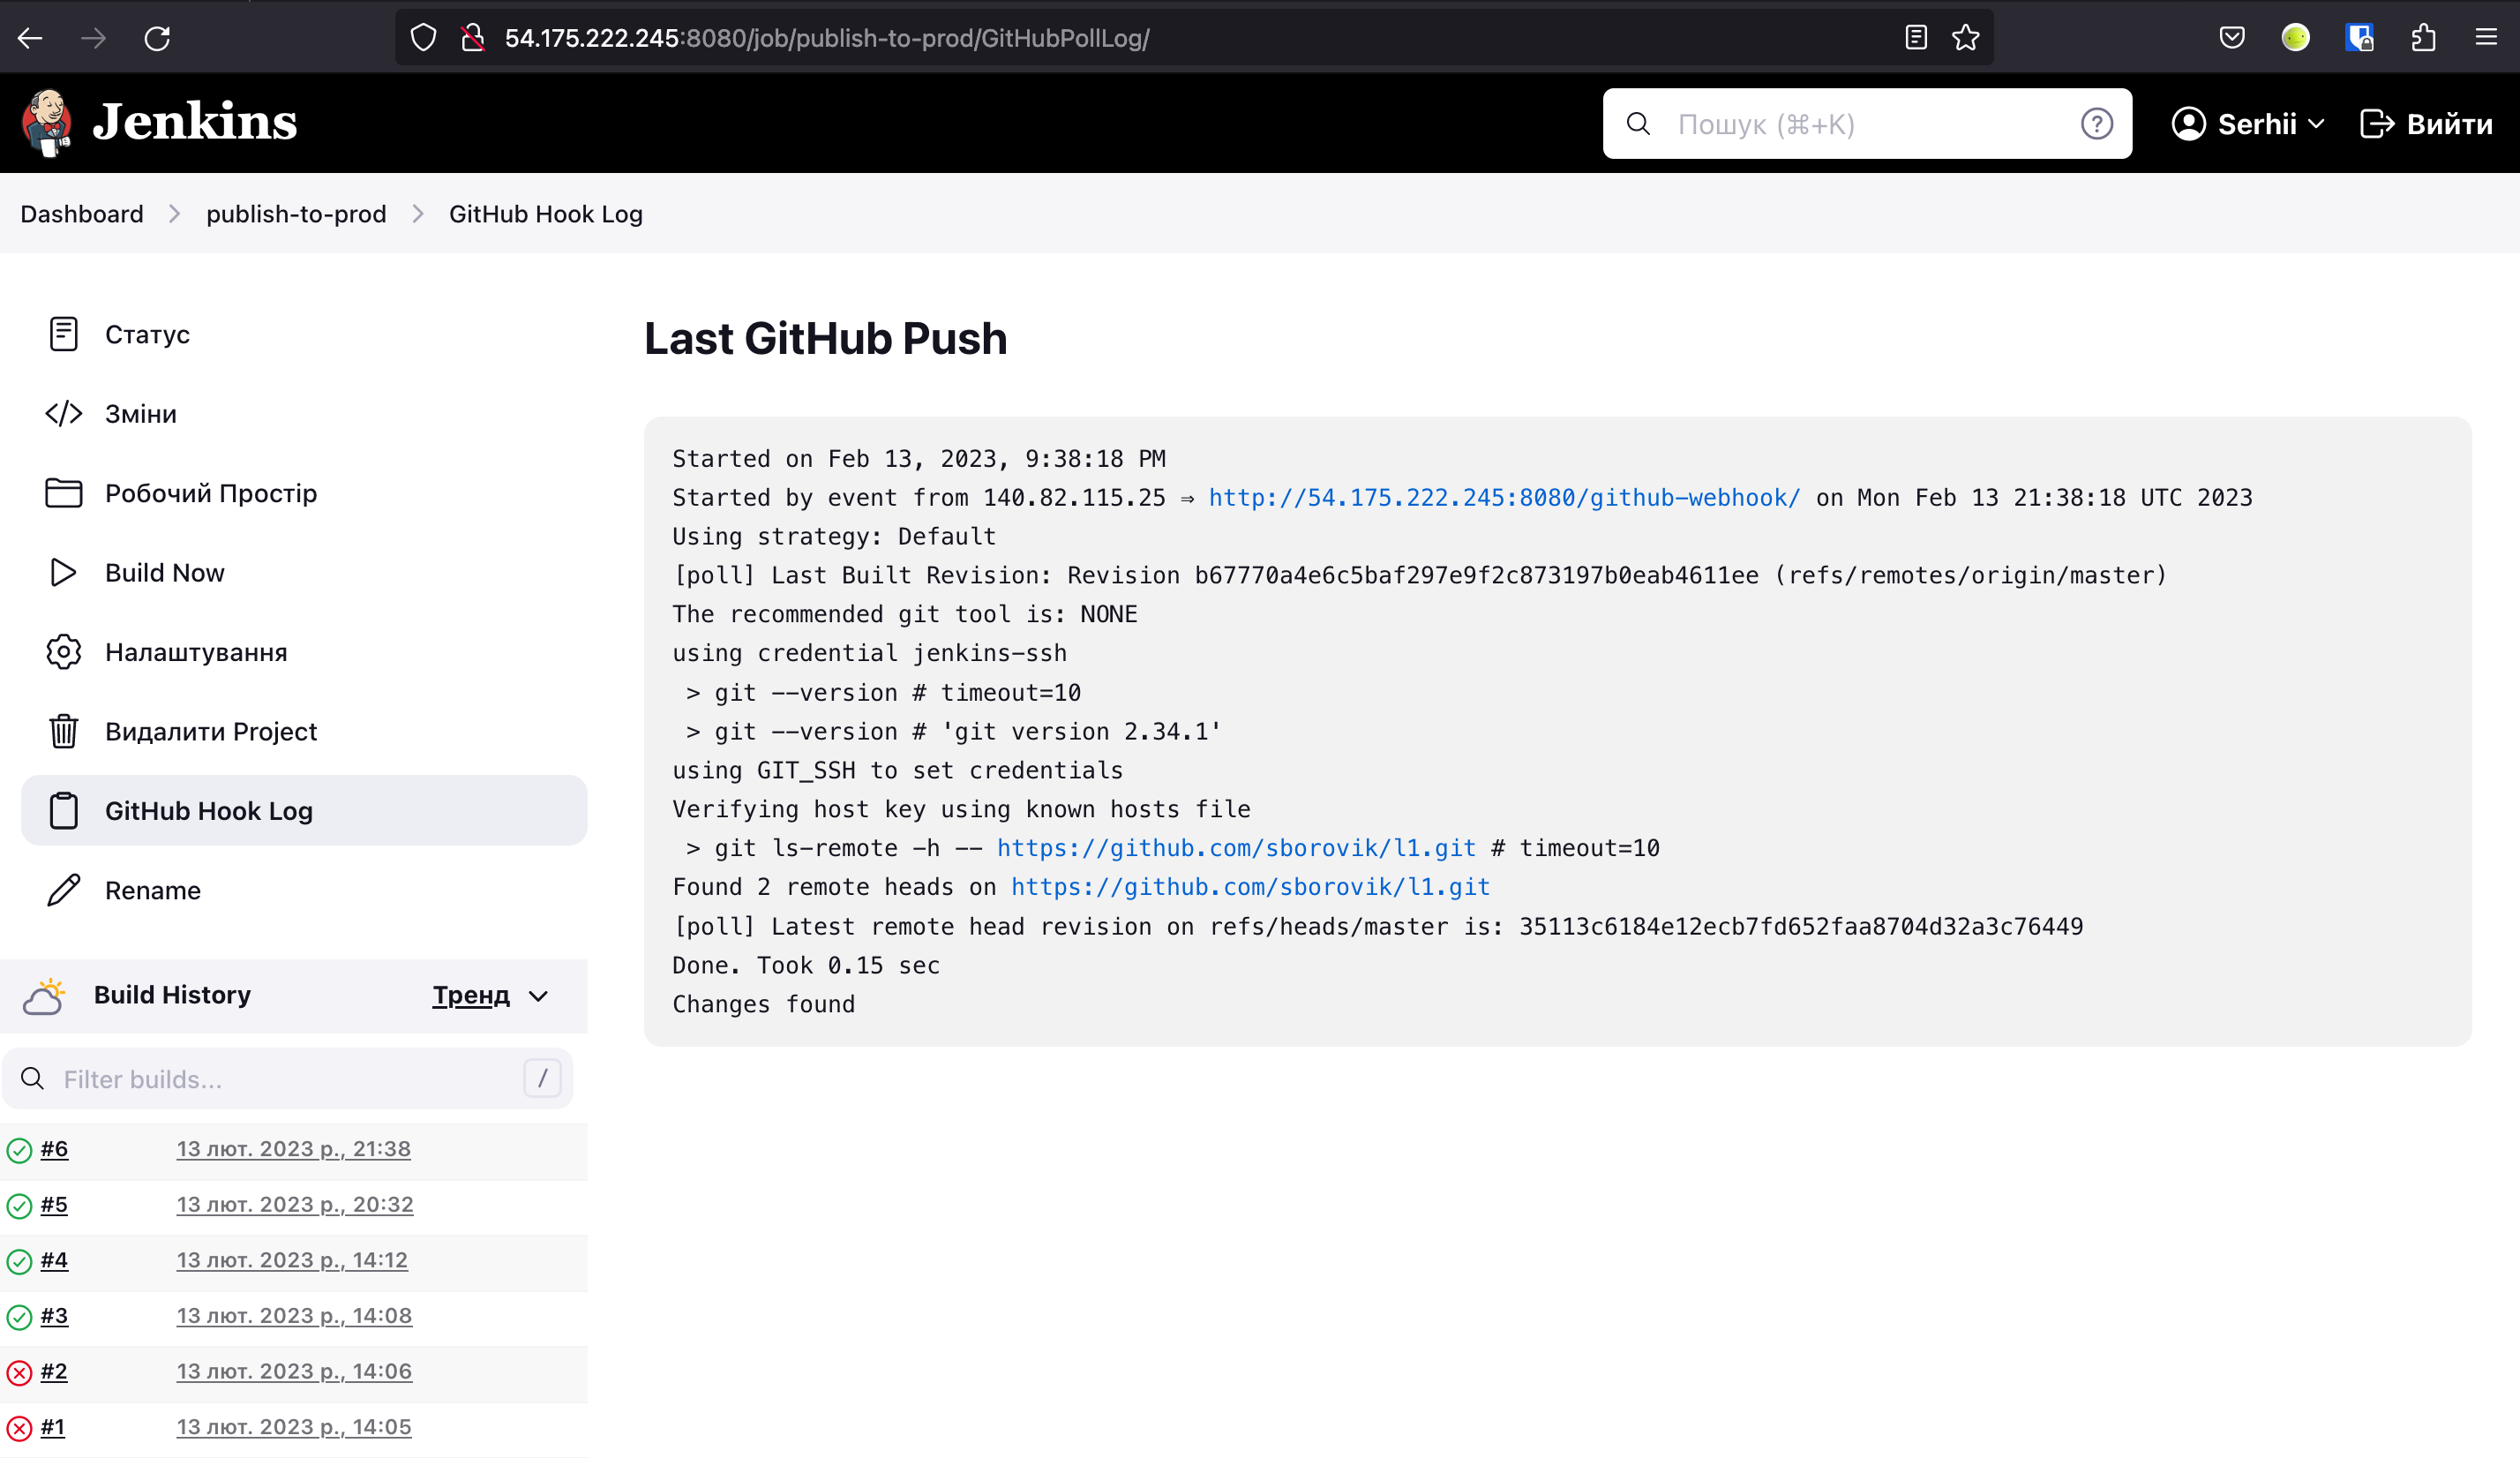 54.175.222.245:8080/job/publish-to-prod/GitHubPollLog/
Jenkins
Пошук (⌘+K)
Serhii
Вийти
Dashboard
publish-to-prod
GitHub Hook Log
Статус
Зміни
Робочий Простір
Build Now
Налаштування
Видалити Project
GitHub Hook Log
Rename
Build History
Тренд
Filter builds...
/
#6 13 лют. 2023 р., 21:38
#5 13 лют. 2023 р., 20:32
#4 13 лют. 2023 р., 14:12
#3 13 лют. 2023 р., 14:08
#2 13 лют. 2023 р., 14:06
#1 13 лют. 2023 р., 14:05
Last GitHub Push
Started on Feb 13, 2023, 9:38:18 PM
Started by event from 140.82.115.25 ⇒ http://54.175.222.245:8080/github-webhook/ on Mon Feb 13 21:38:18 UTC 2023
Using strategy: Default
[poll] Last Built Revision: Revision b67770a4e6c5baf297e9f2c873197b0eab4611ee (refs/remotes/origin/master)
The recommended git tool is: NONE
using credential jenkins-ssh
> git --version # timeout=10
> git --version # 'git version 2.34.1'
using GIT_SSH to set credentials
Verifying host key using known hosts file
> git ls-remote -h -- https://github.com/sborovik/l1.git # timeout=10
Found 2 remote heads on https://github.com/sborovik/l1.git
[poll] Latest remote head revision on refs/heads/master is: 35113c6184e12ecb7fd652faa8704d32a3c76449
Done. Took 0.15 sec
Changes found